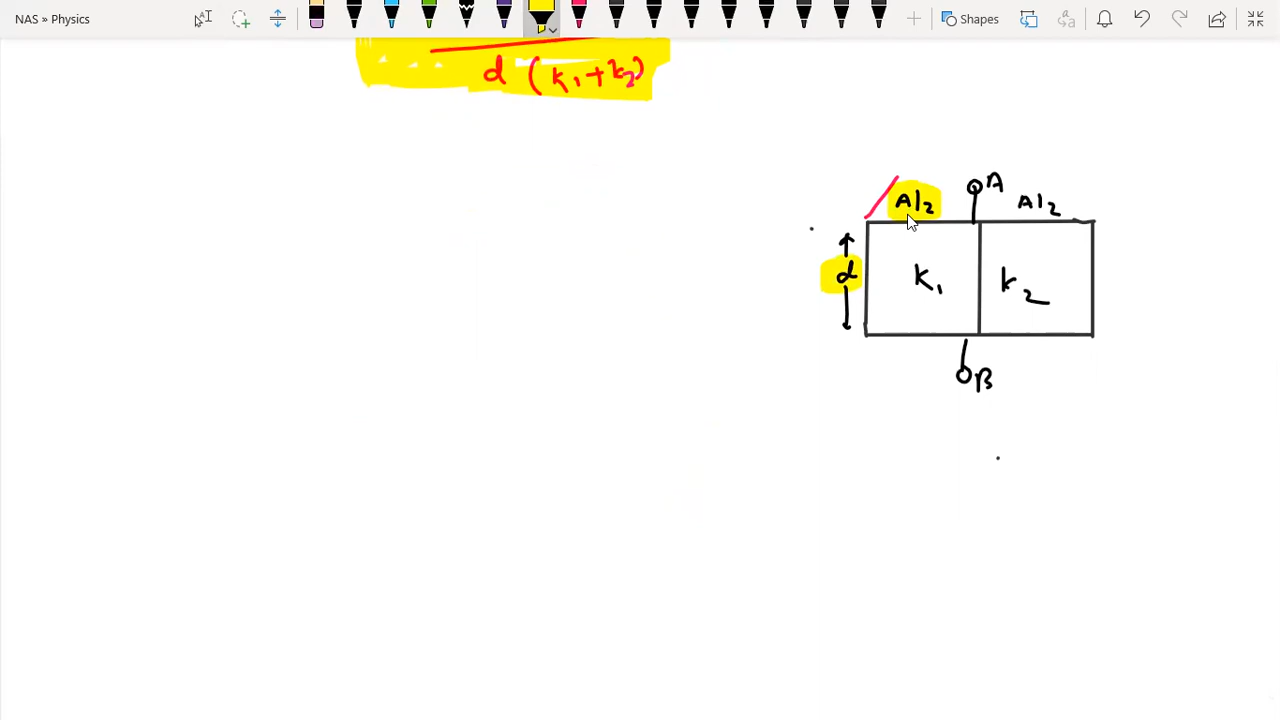 NAS » Physics
Shapes
d (k₁+k₂)
A/2 A A/2
d K₁ k₂
B